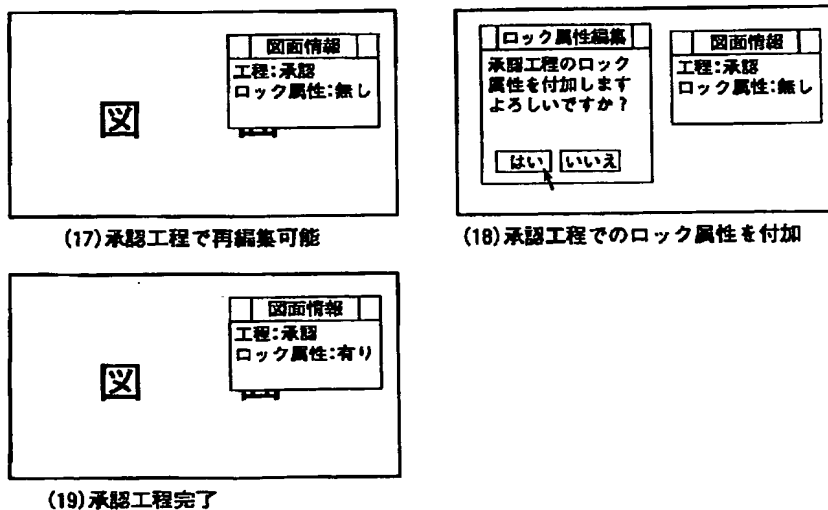 図面情報
工程:承認
ロック属性:無し
図
(17)承認工程で再編集可能
ロック属性編集
承認工程のロック
属性を付加します
よろしいですか?
はい いいえ
図面情報
工程:承認
ロック属性:無し
(18)承認工程でのロック属性を付加
図面情報
工程:承認
ロック属性:有り
図
(19)承認工程完了